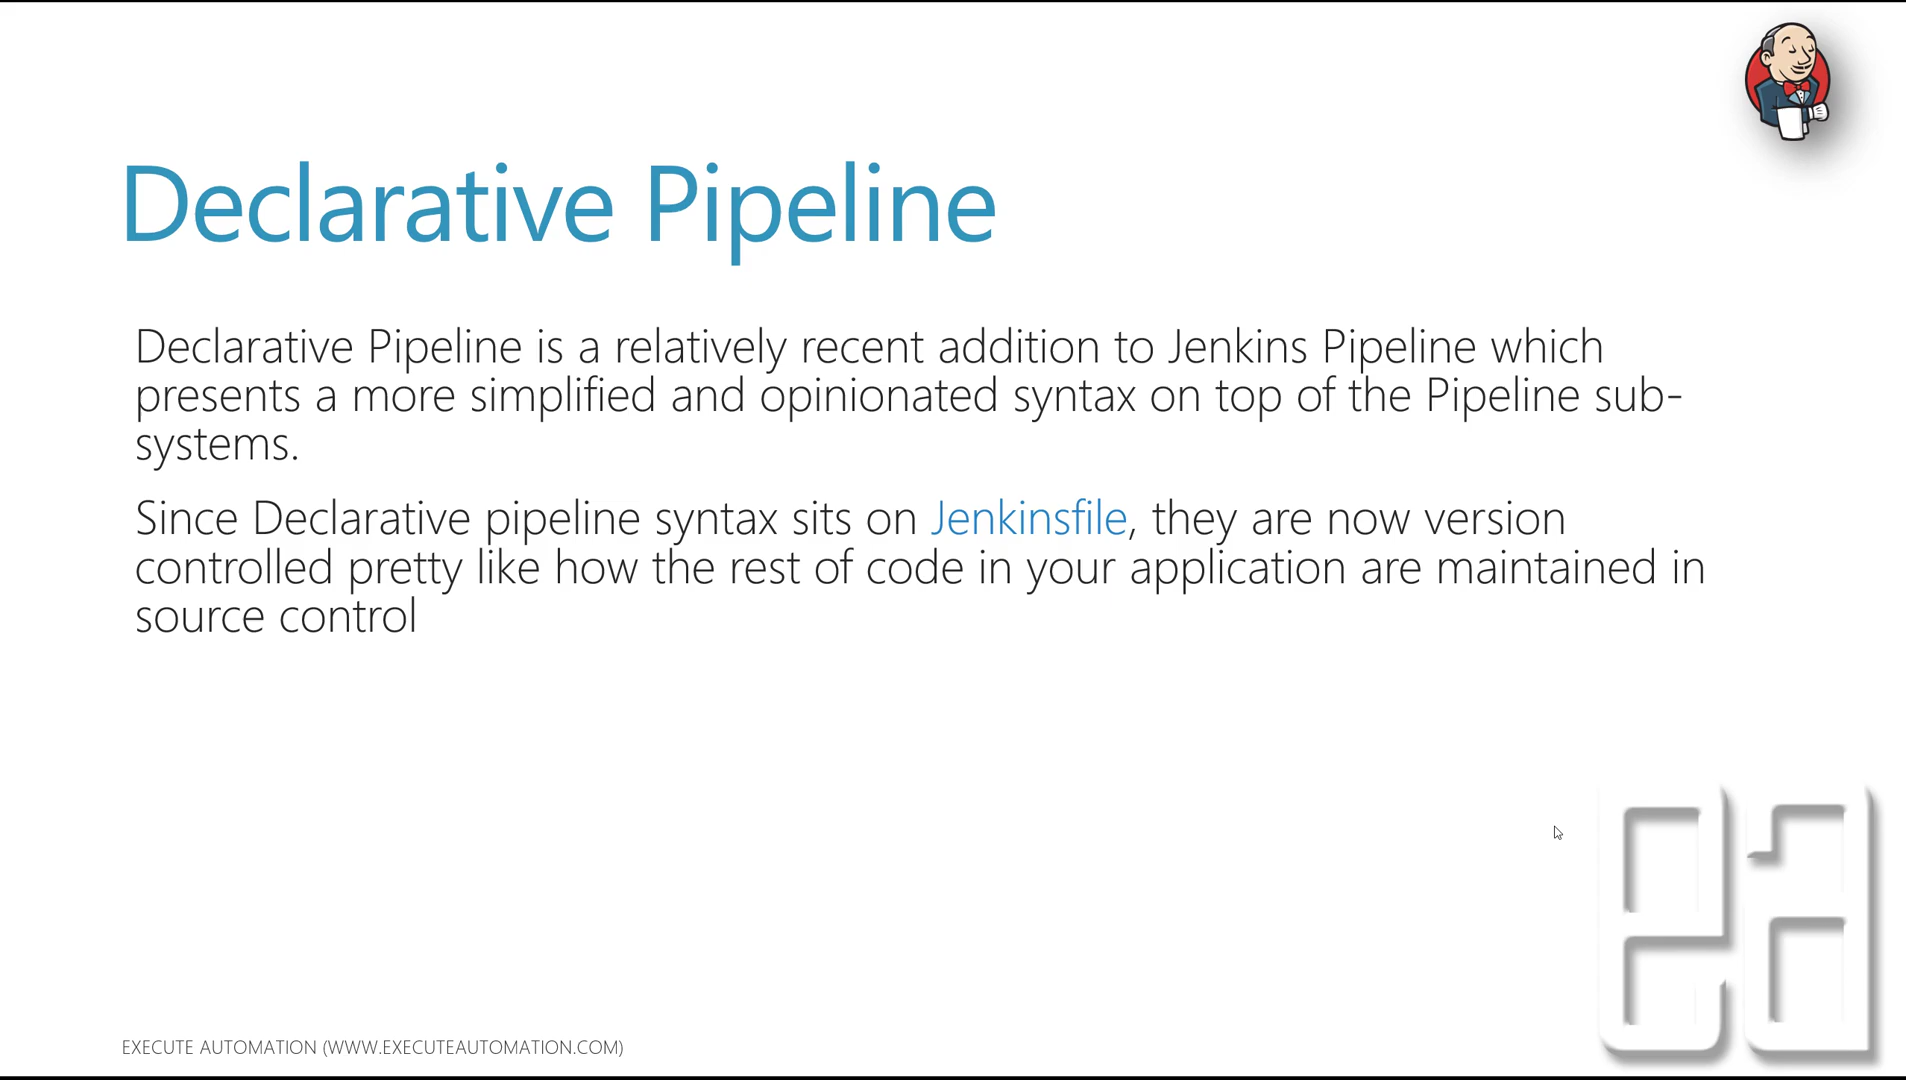 Declarative Pipeline
Declarative Pipeline is a relatively recent addition to Jenkins Pipeline which
presents a more simplified and opinionated syntax on top of the Pipeline sub-
systems.
Since Declarative pipeline syntax sits on Jenkinsfile, they are now version
controlled pretty like how the rest of code in your application are maintained in
source control
ea
EXECUTE AUTOMATION (WWW.EXECUTEAUTOMATION.COM)